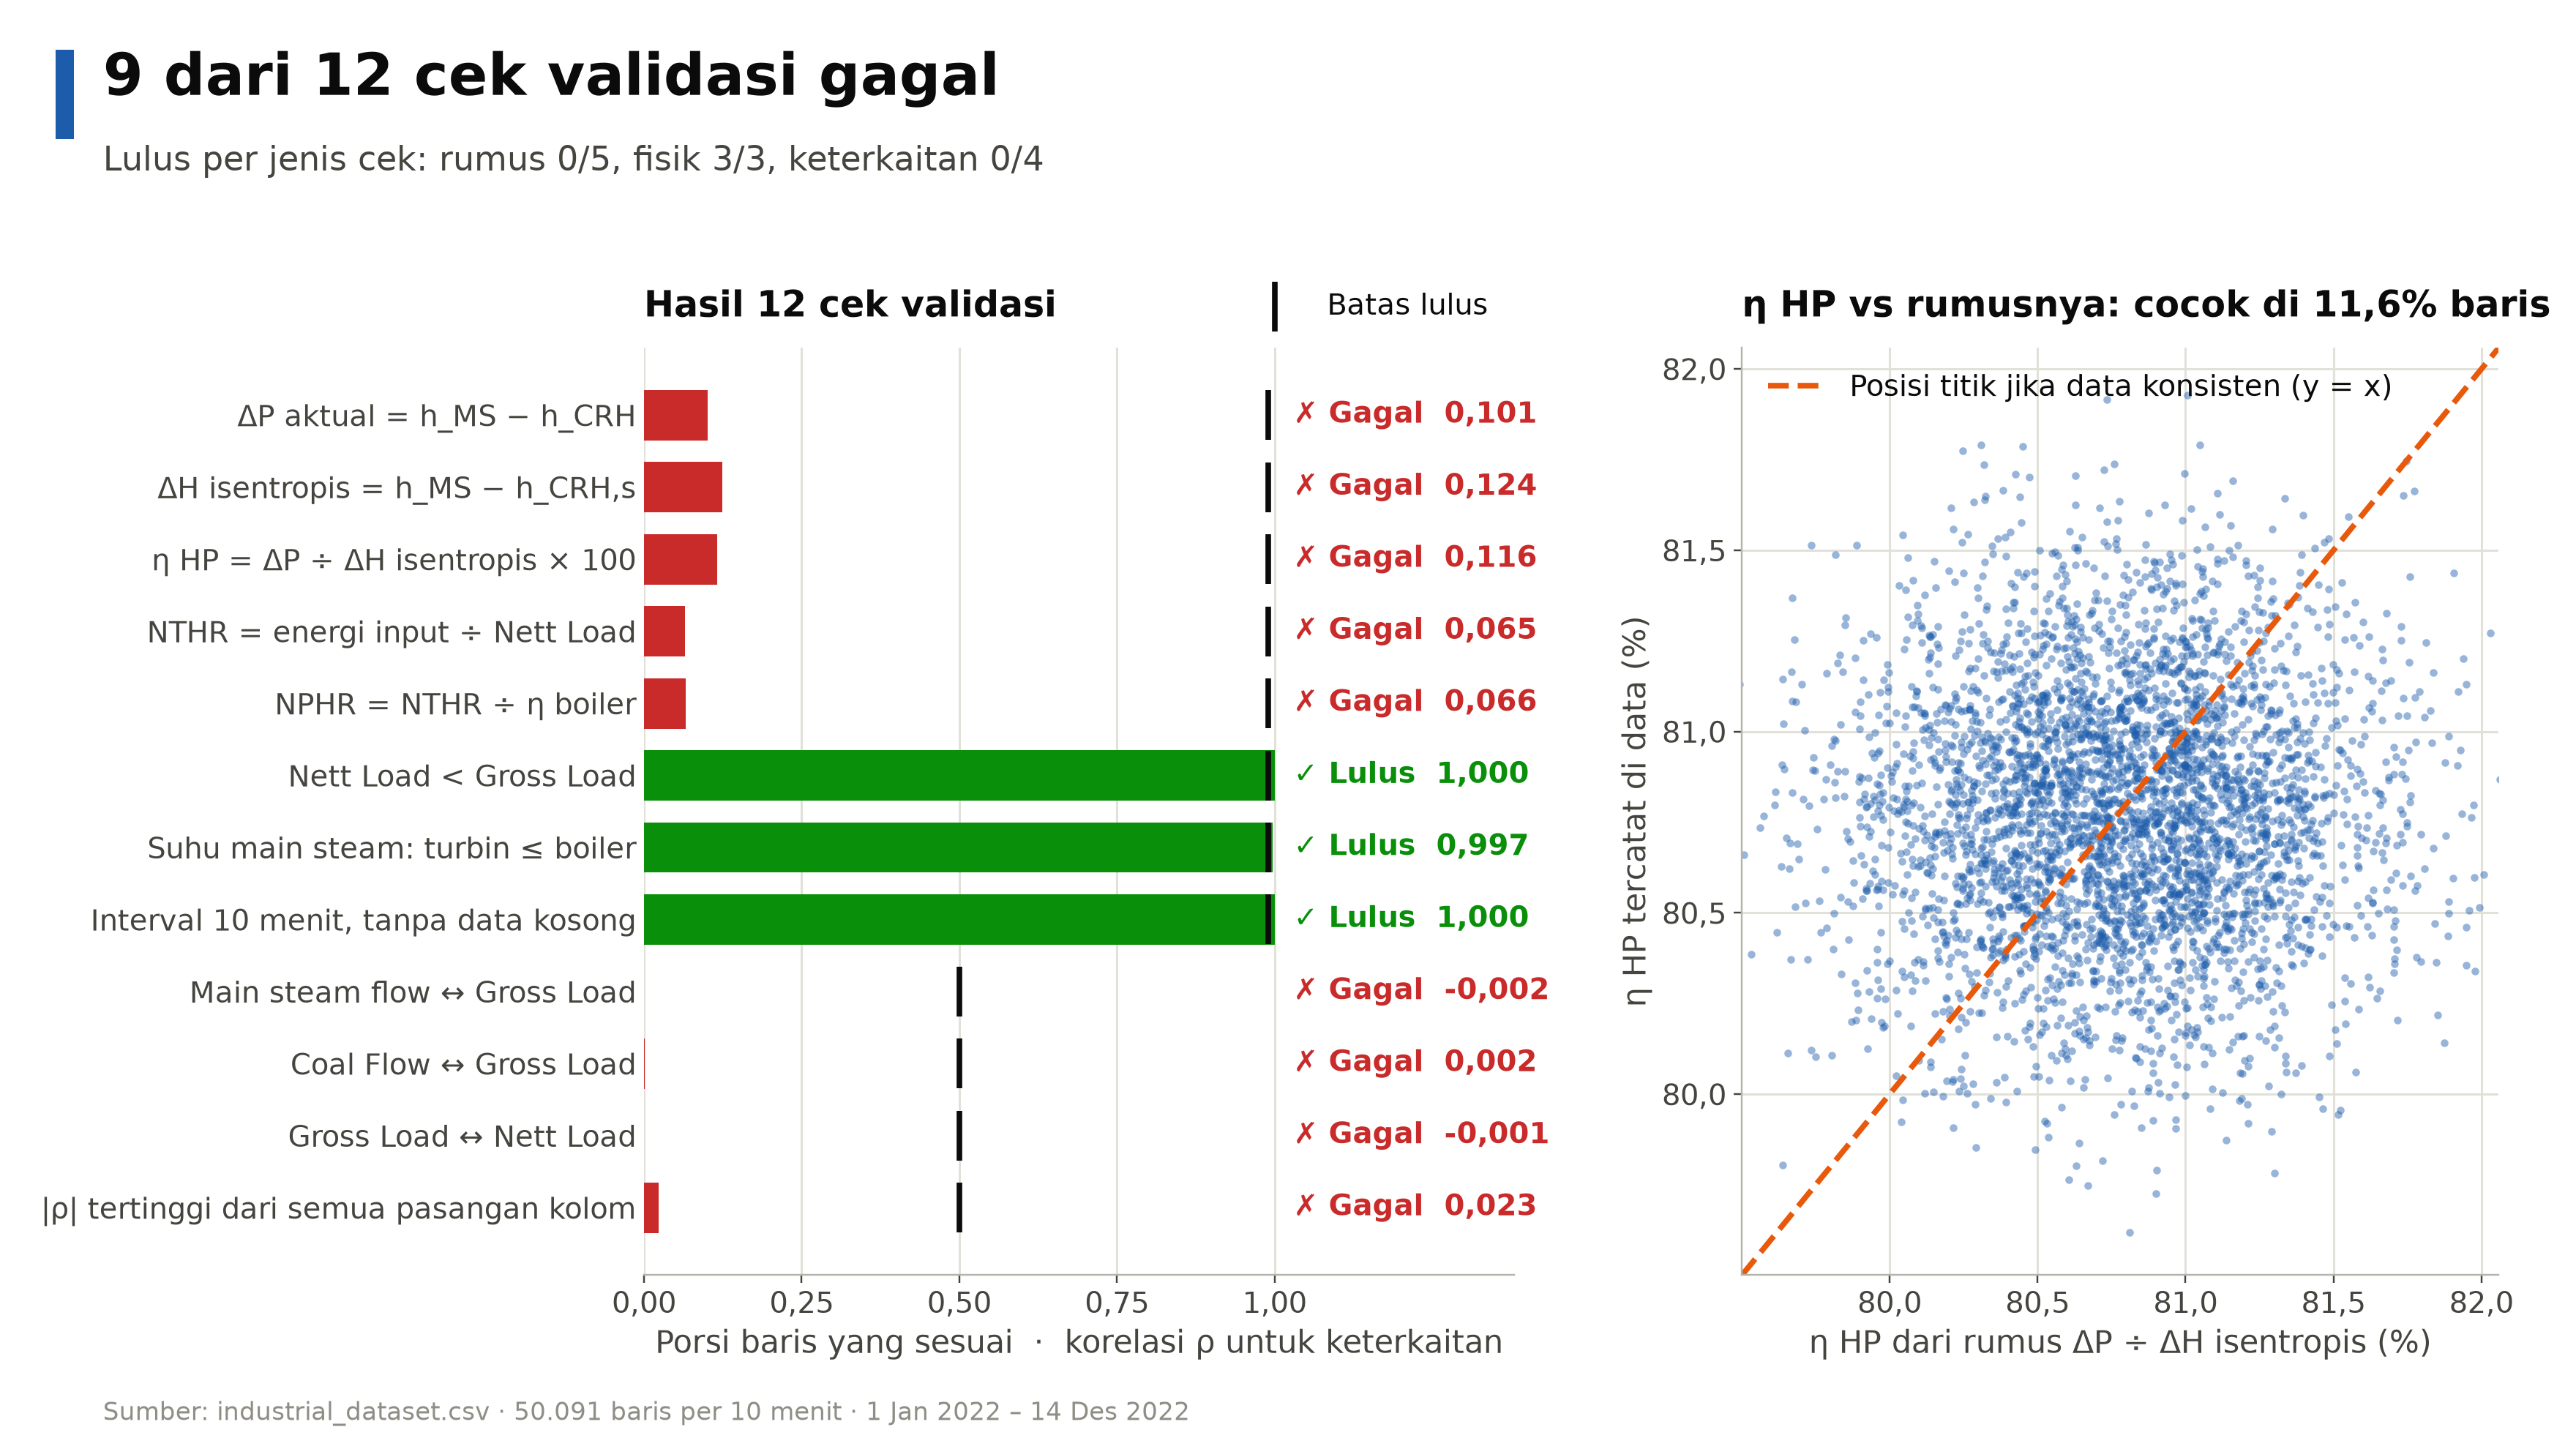 9 dari 12 cek validasi gagal
Lulus per jenis cek: rumus 0/5, fisik 3/3, keterkaitan 0/4
Hasil 12 cek validasi
Batas lulus
ΔP aktual = h_MS − h_CRH
✗ Gagal 0,101
ΔH isentropis = h_MS − h_CRH,s
✗ Gagal 0,124
η HP = ΔP ÷ ΔH isentropis × 100
✗ Gagal 0,116
NTHR = energi input ÷ Nett Load
✗ Gagal 0,065
NPHR = NTHR ÷ η boiler
✗ Gagal 0,066
Nett Load < Gross Load
✓ Lulus 1,000
Suhu main steam: turbin ≤ boiler
✓ Lulus 0,997
Interval 10 menit, tanpa data kosong
✓ Lulus 1,000
Main steam flow ↔ Gross Load
✗ Gagal -0,002
Coal Flow ↔ Gross Load
✗ Gagal 0,002
Gross Load ↔ Nett Load
✗ Gagal -0,001
|ρ| tertinggi dari semua pasangan kolom
✗ Gagal 0,023
0,00 0,25 0,50 0,75 1,00
Porsi baris yang sesuai · korelasi ρ untuk keterkaitan
η HP vs rumusnya: cocok di 11,6% baris
Posisi titik jika data konsisten (y = x)
η HP tercatat di data (%)
82,0
81,5
81,0
80,5
80,0
80,0 80,5 81,0 81,5 82,0
η HP dari rumus ΔP ÷ ΔH isentropis (%)
Sumber: industrial_dataset.csv · 50.091 baris per 10 menit · 1 Jan 2022 – 14 Des 2022